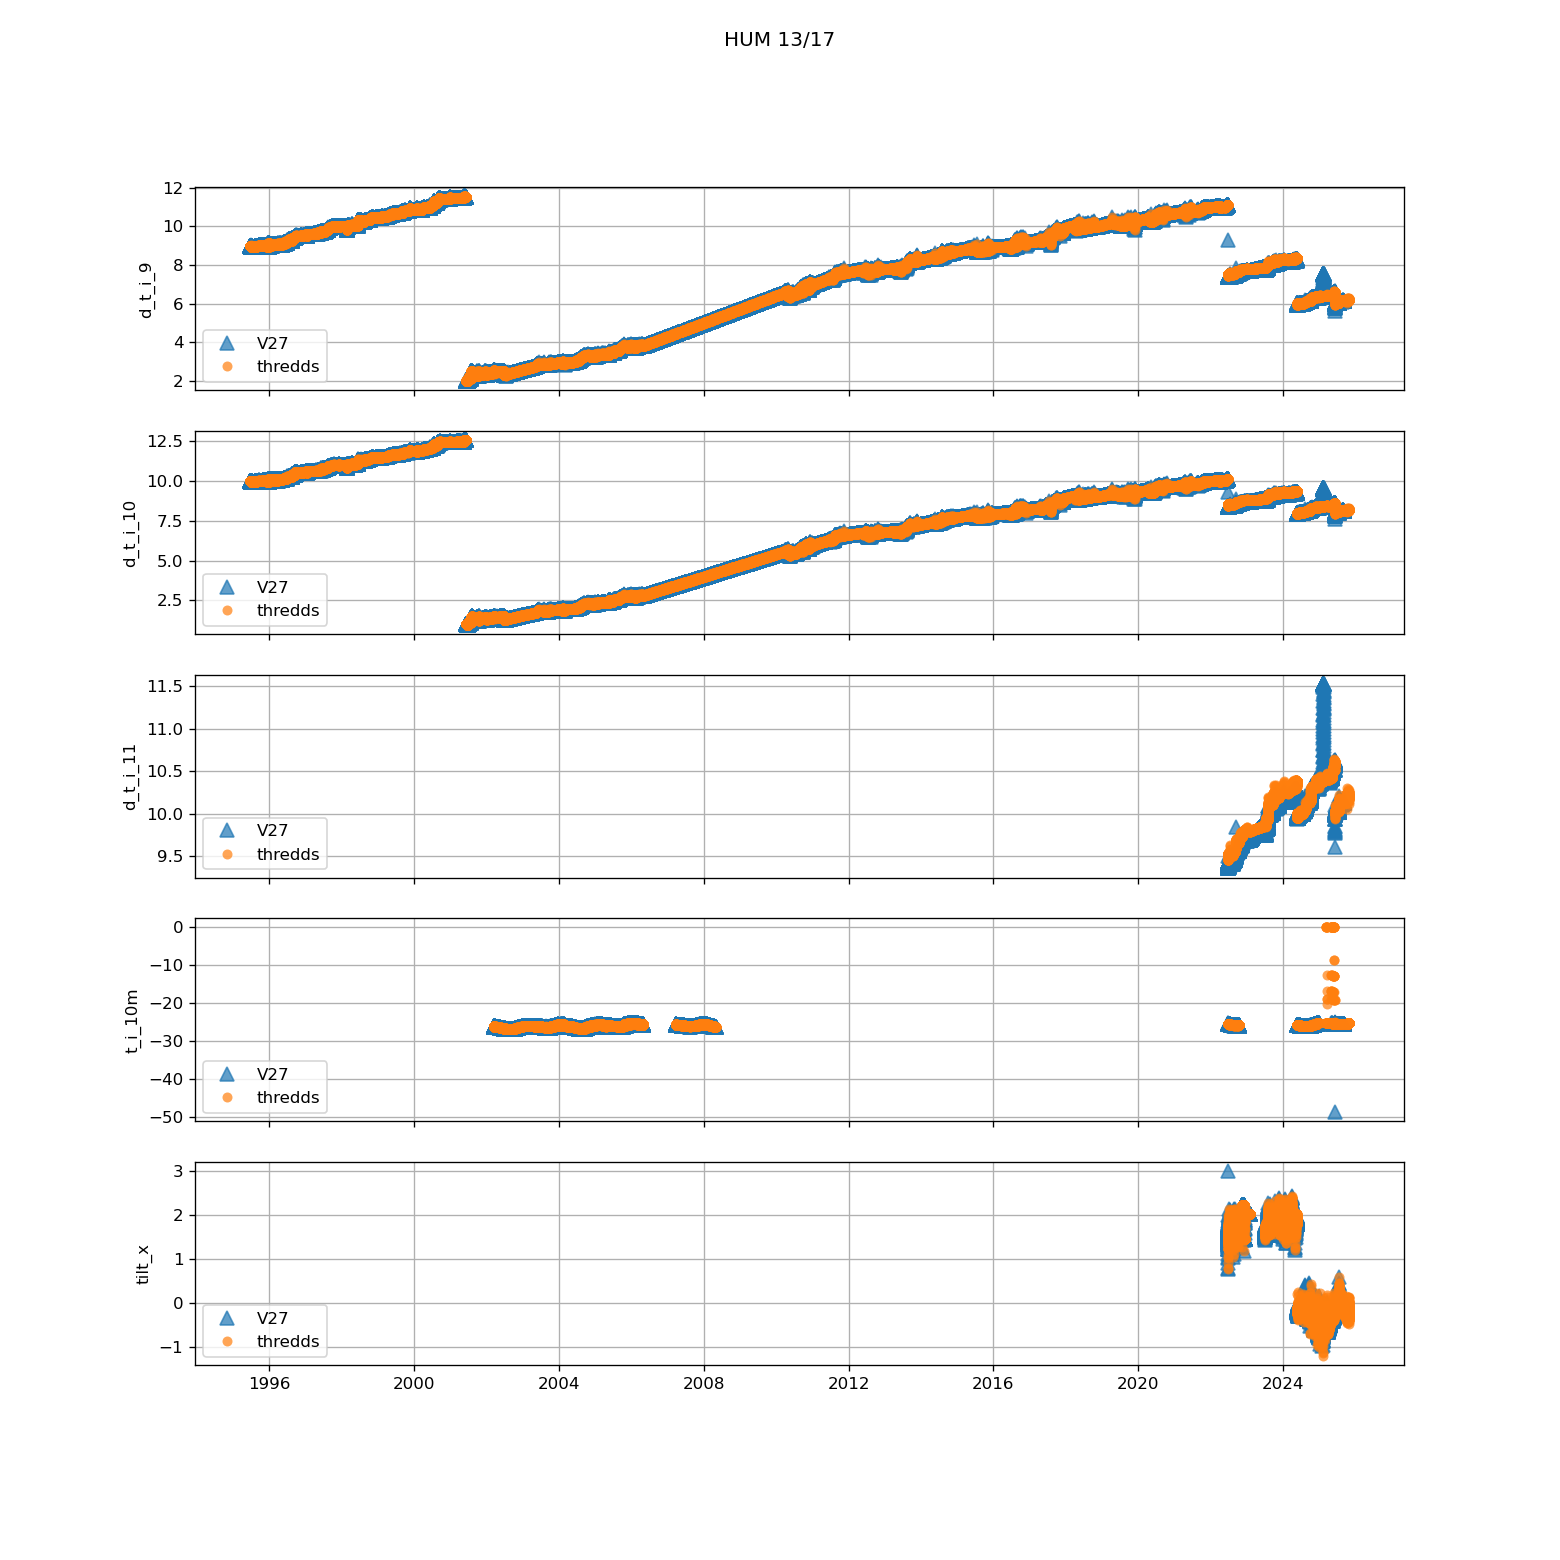 HUM 13/17
12
10
8
6
4
2
d_t_i_9
V27
thredds
12.5
10.0
7.5
5.0
2.5
d_t_i_10
V27
thredds
11.5
11.0
10.5
10.0
9.5
d_t_i_11
V27
thredds
0
−10
−20
−30
−40
−50
t_i_10m
V27
thredds
3
2
1
0
−1
tilt_x
V27
thredds
1996 2000 2004 2008 2012 2016 2020 2024